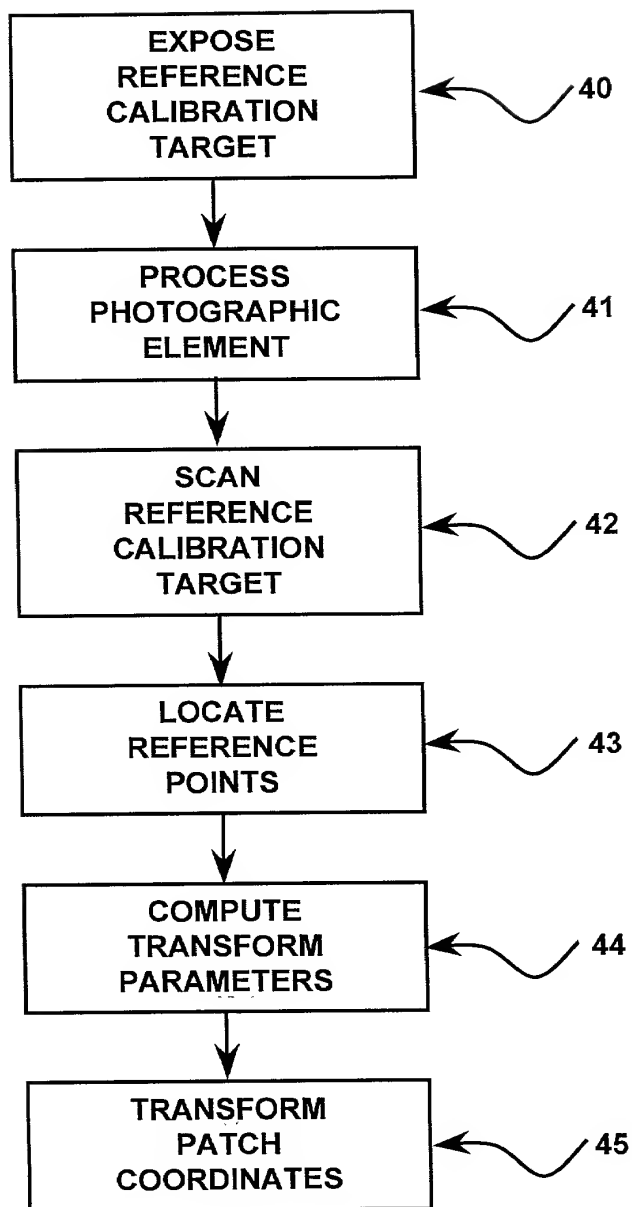 EXPOSE
REFERENCE
CALIBRATION
TARGET
40
PROCESS
PHOTOGRAPHIC
ELEMENT
41
SCAN
REFERENCE
CALIBRATION
TARGET
42
LOCATE
REFERENCE
POINTS
43
COMPUTE
TRANSFORM
PARAMETERS
44
TRANSFORM
PATCH
COORDINATES
45